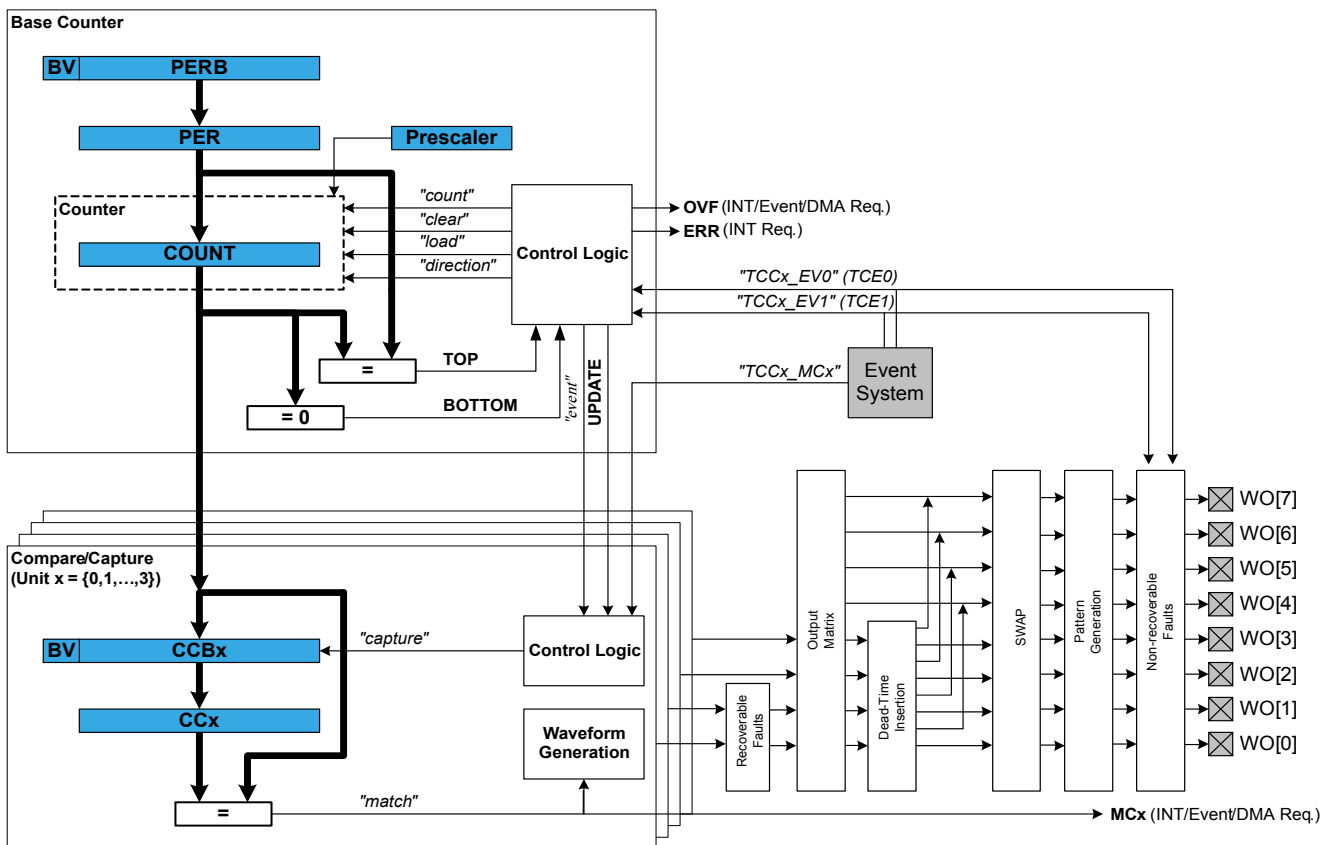 Base Counter
BV PERB
PER
Prescaler
Counter
COUNT
"count"
"clear"
"load"
"direction"
Control Logic
OVF (INT/Event/DMA Req.)
ERR (INT Req.)
"TCCx_EV0" (TCE0)
"TCCx_EV1" (TCE1)
"TCCx_MCx"
Event
System
=
TOP
= 0
BOTTOM
"event"
UPDATE
Compare/Capture
(Unit x = {0,1,…,3})
BV CCBx
"capture"
Control Logic
CCx
Waveform
Generation
=
"match"
MCx (INT/Event/DMA Req.)
Recoverable
Faults
Output
Matrix
Dead-Time
Insertion
SWAP
Pattern
Generation
Non-recoverable
Faults
WO[7]
WO[6]
WO[5]
WO[4]
WO[3]
WO[2]
WO[1]
WO[0]